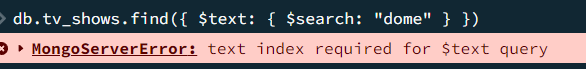 db.tv_shows.find({ $text: { $search: "dome" } })
MongoServerError: text index required for $text query